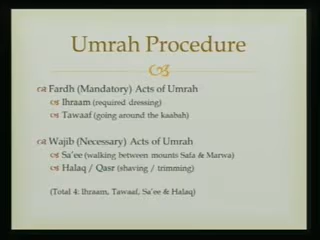 Umrah Procedure
Fardh (Mandatory) Acts of Umrah
Ihraam (required dressing)
Tawaaf (going around the kaabah)
Wajib (Necessary) Acts of Umrah
Sa'ee (walking between mounts Safa & Marwa)
Halaq / Qasr (shaving / trimming)
(Total 4: Ihraam, Tawaaf, Sa'ee & Halaq)